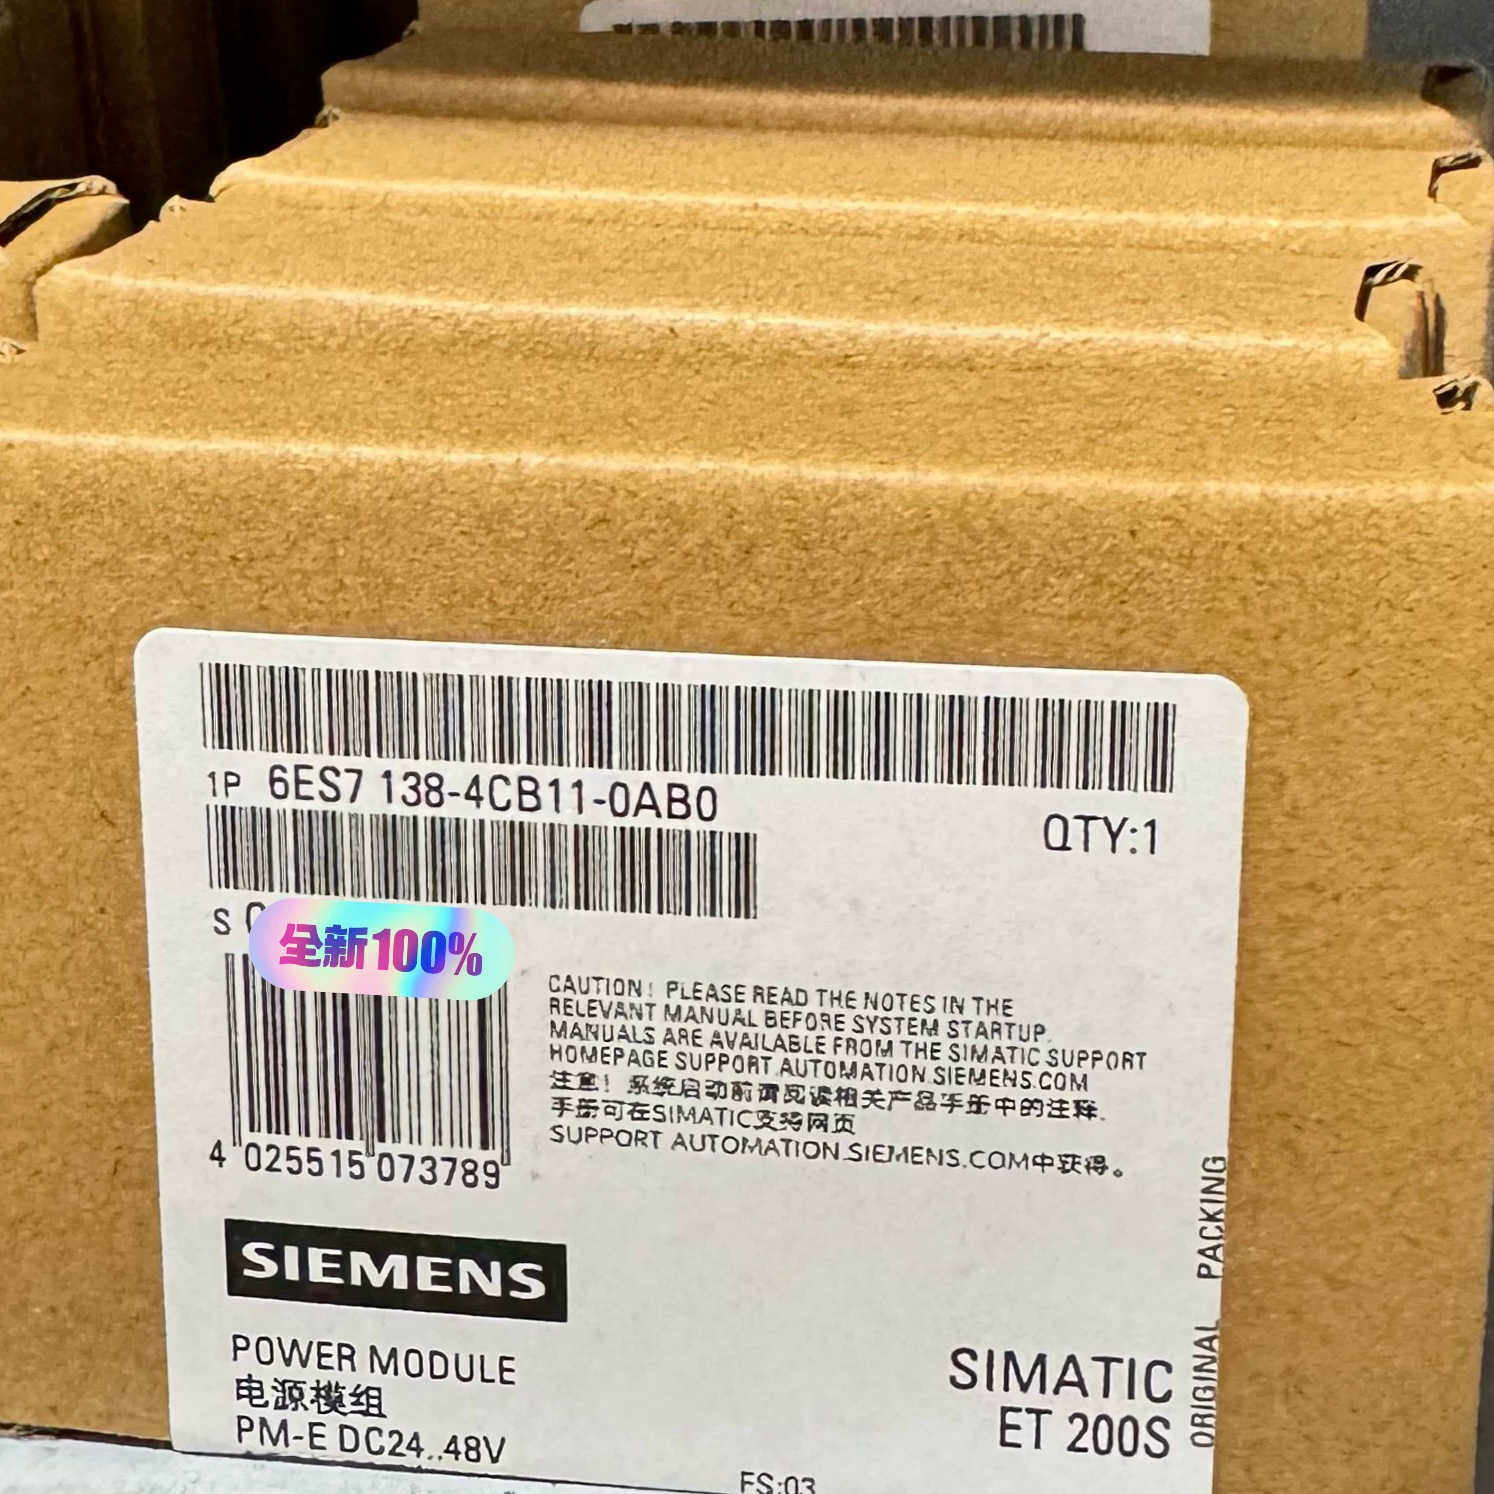 1P 6ES7 138-4CB11-0AB0
QTY:1
S
全新100%
4 025515 073789
CAUTION! PLEASE READ THE NOTES IN THE
RELEVANT MANUAL BEFORE SYSTEM STARTUP.
MANUALS ARE AVAILABLE FROM THE SIMATIC SUPPORT
HOMEPAGE SUPPORT.AUTOMATION.SIEMENS.COM
注意！系统启动前请阅读相关产品手册中的注释.
手册可在SIMATIC支持网页
SUPPORT AUTOMATION.SIEMENS.COM中获得。
ORIGINAL PACKING
SIEMENS
POWER MODULE
电源模组
PM-E DC24..48V
SIMATIC
ET 200S
FS:03